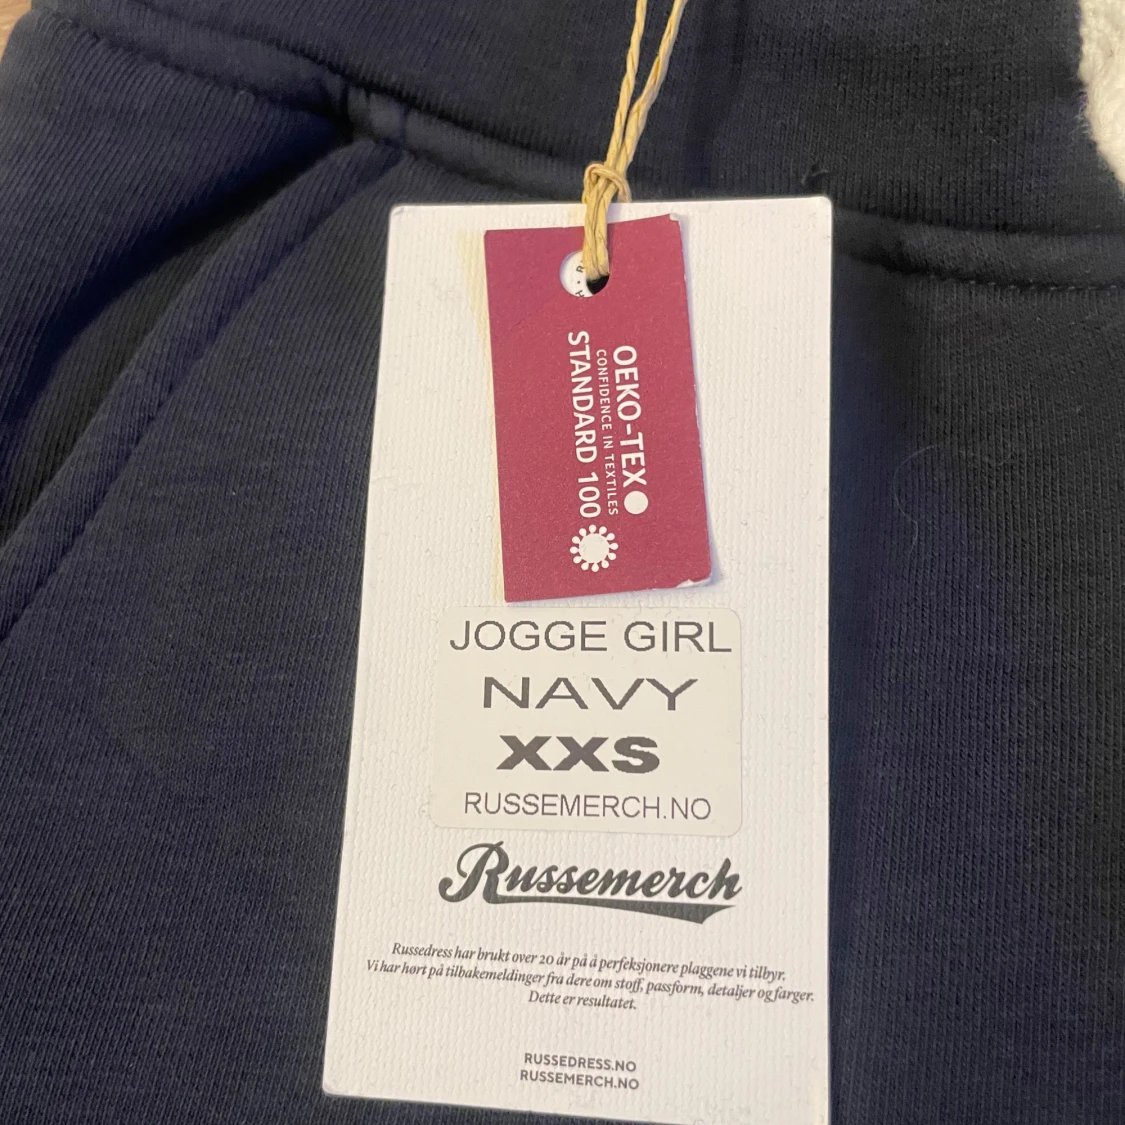 OEKO-TEX
CONFIDENCE IN TEXTILES
STANDARD 100
JOGGE GIRL
NAVY
XXS
RUSSEMERCH.NO
Russemerch
Russedress har brukt over 20 år på å perfeksjonere plaggene vi tilbyr.
Vi har hørt på tilbakemeldinger fra dere om stoff, passform, detaljer og farger.
Dette er resultatet.
RUSSEDRESS.NO
RUSSEMERCH.NO